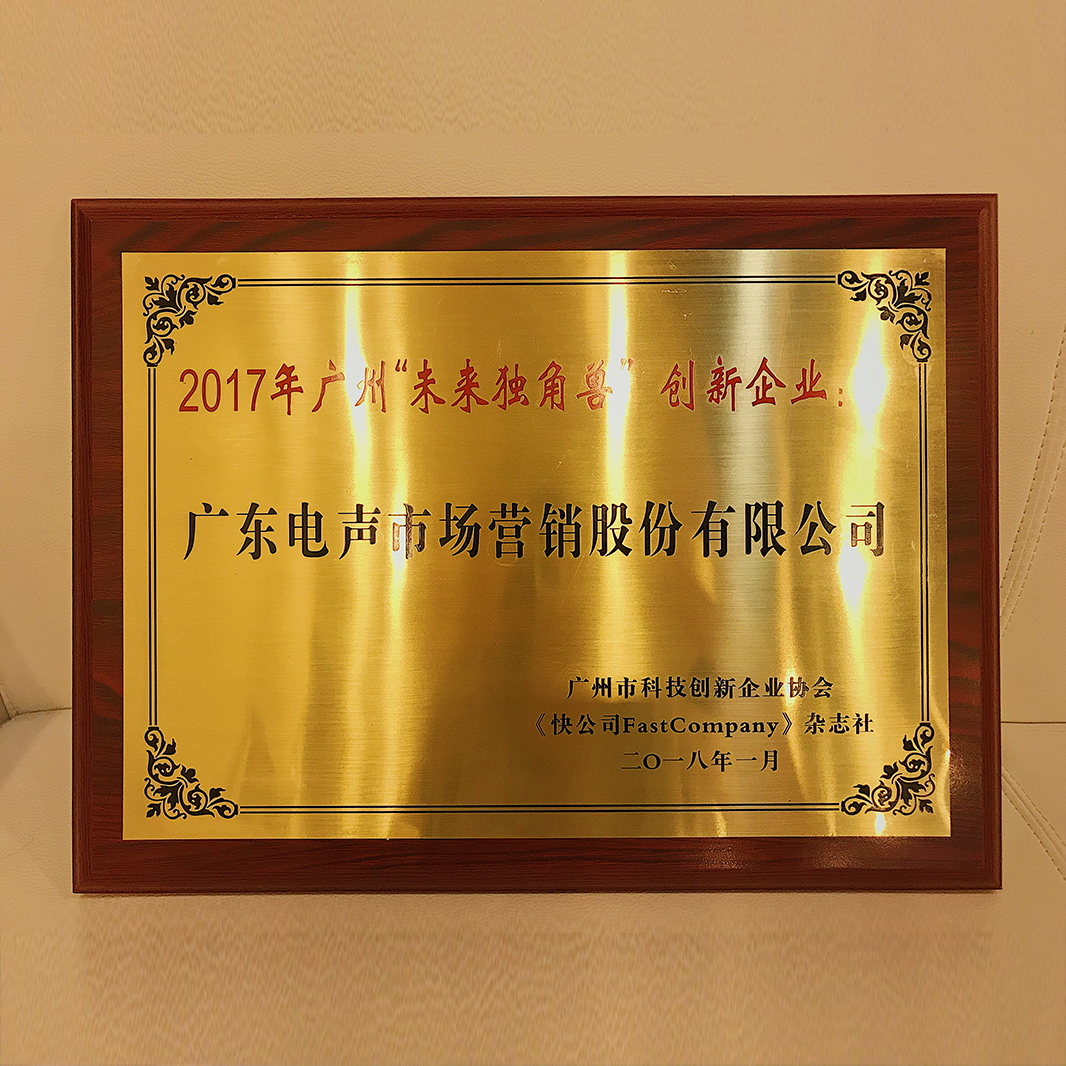 2017年广州“未来独角兽” 创新企业:
广东电声市场营销股份有限公司
广州市科技创新企业协会
《快公司FastCompany》杂志社
二〇一八年一月